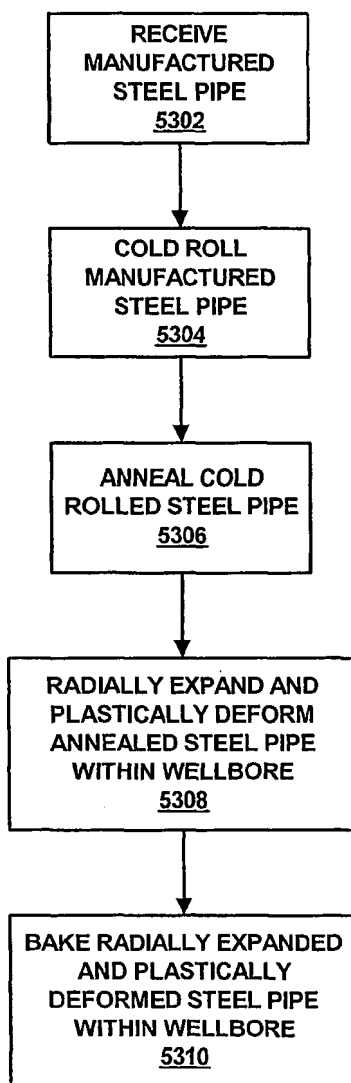 RECEIVE
MANUFACTURED
STEEL PIPE
5302
COLD ROLL
MANUFACTURED
STEEL PIPE
5304
ANNEAL COLD
ROLLED STEEL PIPE
5306
RADIALLY EXPAND AND
PLASTICALLY DEFORM
ANNEALED STEEL PIPE
WITHIN WELLBORE
5308
BAKE RADIALLY EXPANDED
AND PLASTICALLY
DEFORMED STEEL PIPE
WITHIN WELLBORE
5310